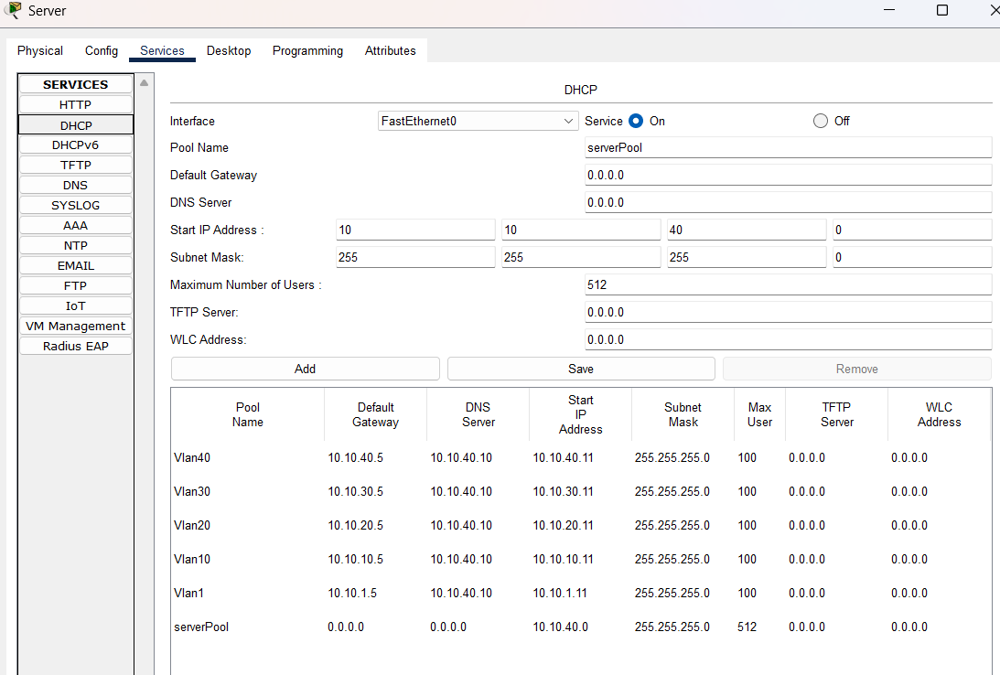 Server
Physical Config Services Desktop Programming Attributes
SERVICES
HTTP
DHCP
DHCPv6
TFTP
DNS
SYSLOG
AAA
NTP
EMAIL
FTP
IoT
VM Management
Radius EAP
DHCP
Interface FastEthernet0 Service On Off
Pool Name serverPool
Default Gateway 0.0.0.0
DNS Server 0.0.0.0
Start IP Address : 10 10 40 0
Subnet Mask: 255 255 255 0
Maximum Number of Users : 512
TFTP Server: 0.0.0.0
WLC Address: 0.0.0.0
Add Save Remove
Pool Name Default Gateway DNS Server Start IP Address Subnet Mask Max User TFTP Server WLC Address
Vlan40 10.10.40.5 10.10.40.10 10.10.40.11 255.255.255.0 100 0.0.0.0 0.0.0.0
Vlan30 10.10.30.5 10.10.40.10 10.10.30.11 255.255.255.0 100 0.0.0.0 0.0.0.0
Vlan20 10.10.20.5 10.10.40.10 10.10.20.11 255.255.255.0 100 0.0.0.0 0.0.0.0
Vlan10 10.10.10.5 10.10.40.10 10.10.10.11 255.255.255.0 100 0.0.0.0 0.0.0.0
Vlan1 10.10.1.5 10.10.40.10 10.10.1.11 255.255.255.0 100 0.0.0.0 0.0.0.0
serverPool 0.0.0.0 0.0.0.0 10.10.40.0 255.255.255.0 512 0.0.0.0 0.0.0.0